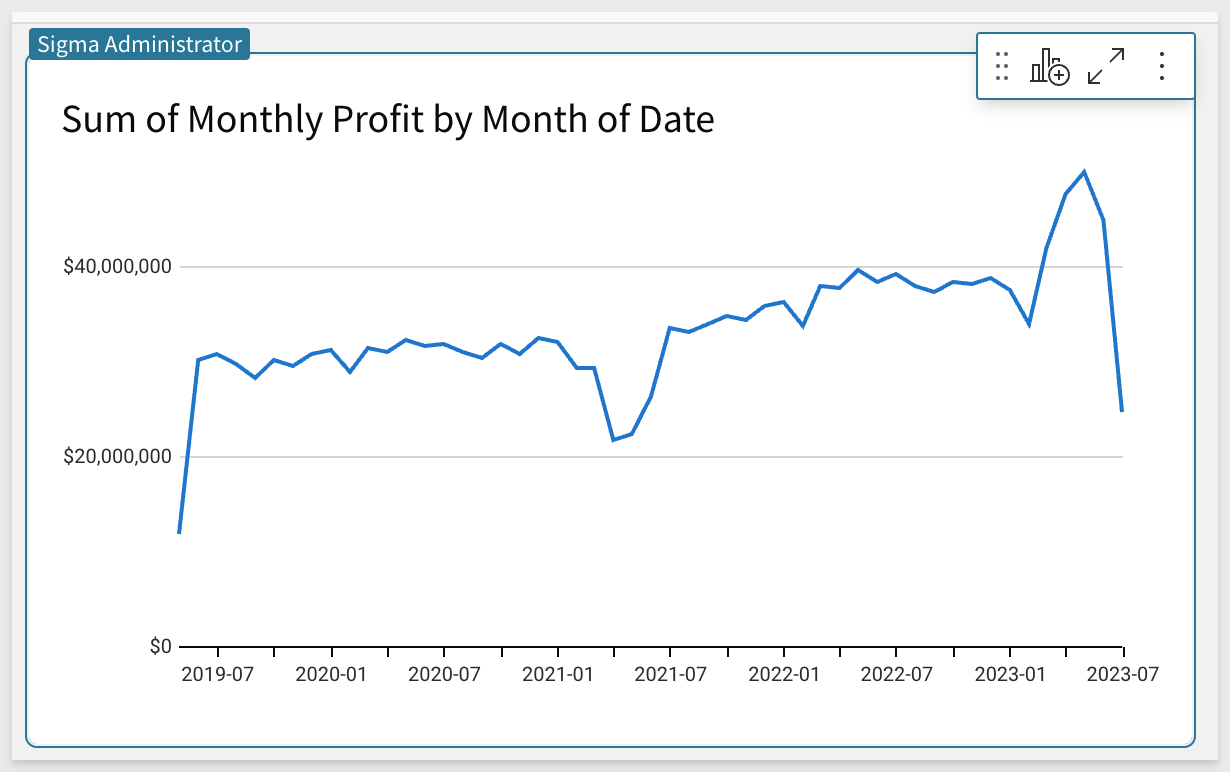 Sigma Administrator
Sum of Monthly Profit by Month of Date
$40,000,000
$20,000,000
$0
2019-07 2020-01 2020-07 2021-01 2021-07 2022-01 2022-07 2023-01 2023-07